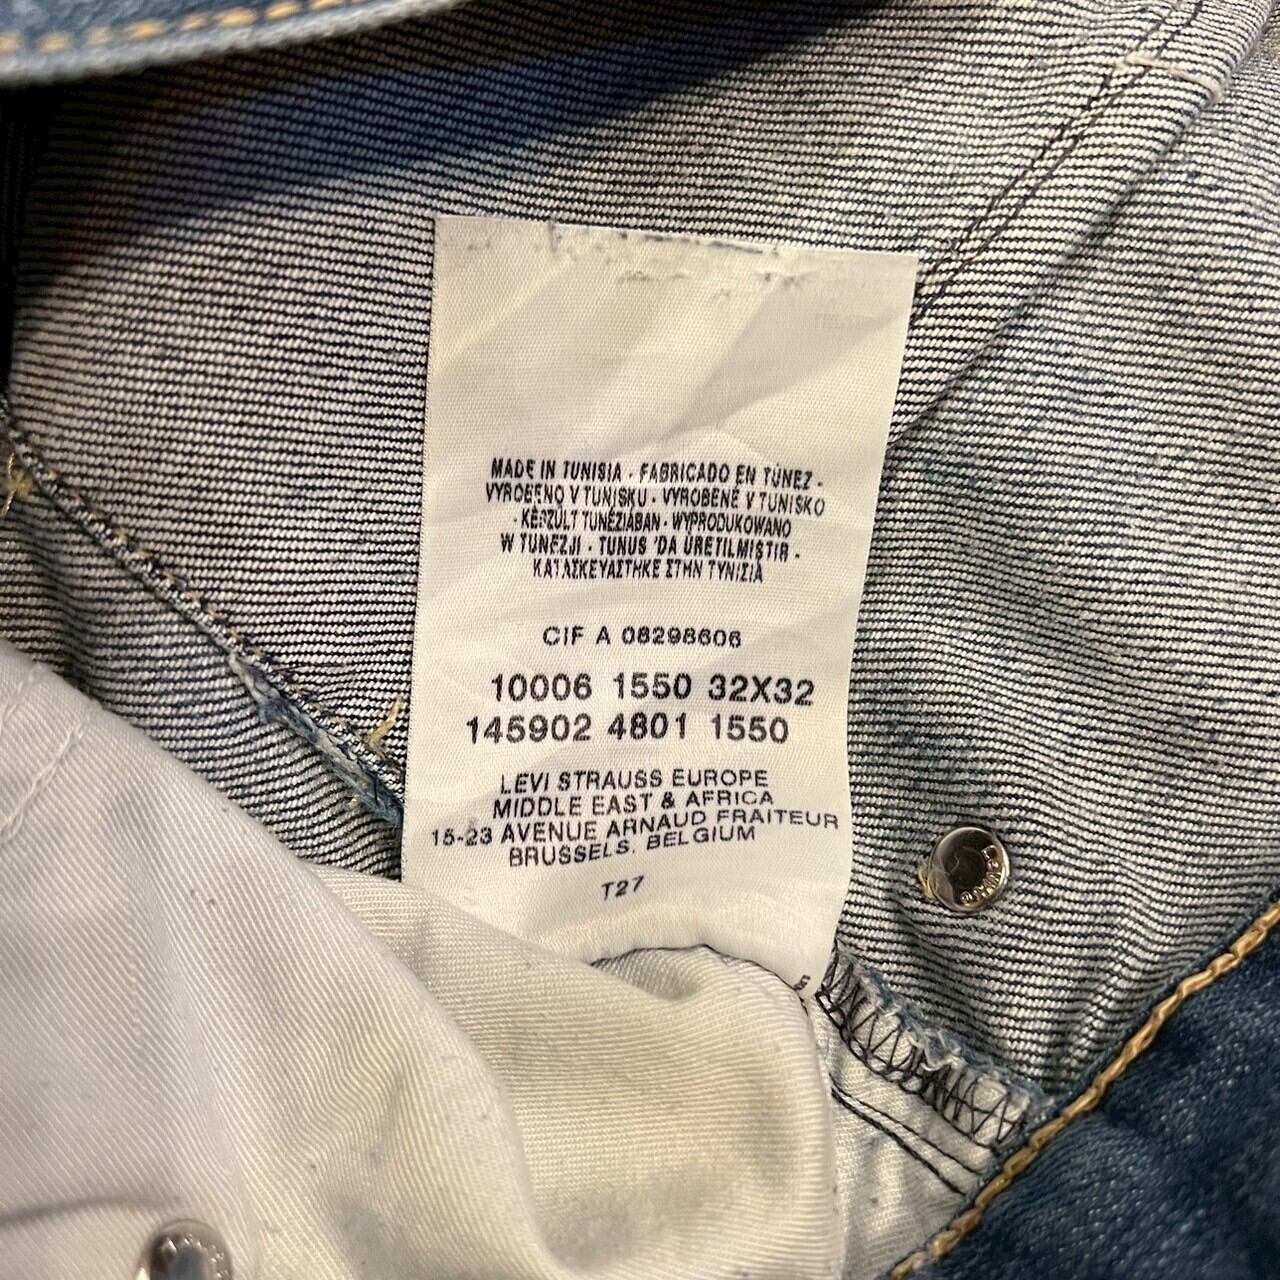 MADE IN TUNISIA - FABRICADO EN TÚNEZ -
VYROBENO V TUNISKU - VYROBENÉ V TUNISKO
- KÉSZÜLT TUNÉZIÁBAN - WYPRODUKOWANO
W TUNEZJI - TUNUS 'DA ÜRETILMISTIR -
ΚΑΤΑΣΚΕΥΑΣΤΗΚΕ ΣΤΗΝ ΤΥΝΙΣΙΑ
CIF A 08298606
10006 1550 32X32
145902 4801 1550
LEVI STRAUSS EUROPE
MIDDLE EAST & AFRICA
15-23 AVENUE ARNAUD FRAITEUR
BRUSSELS, BELGIUM
T27